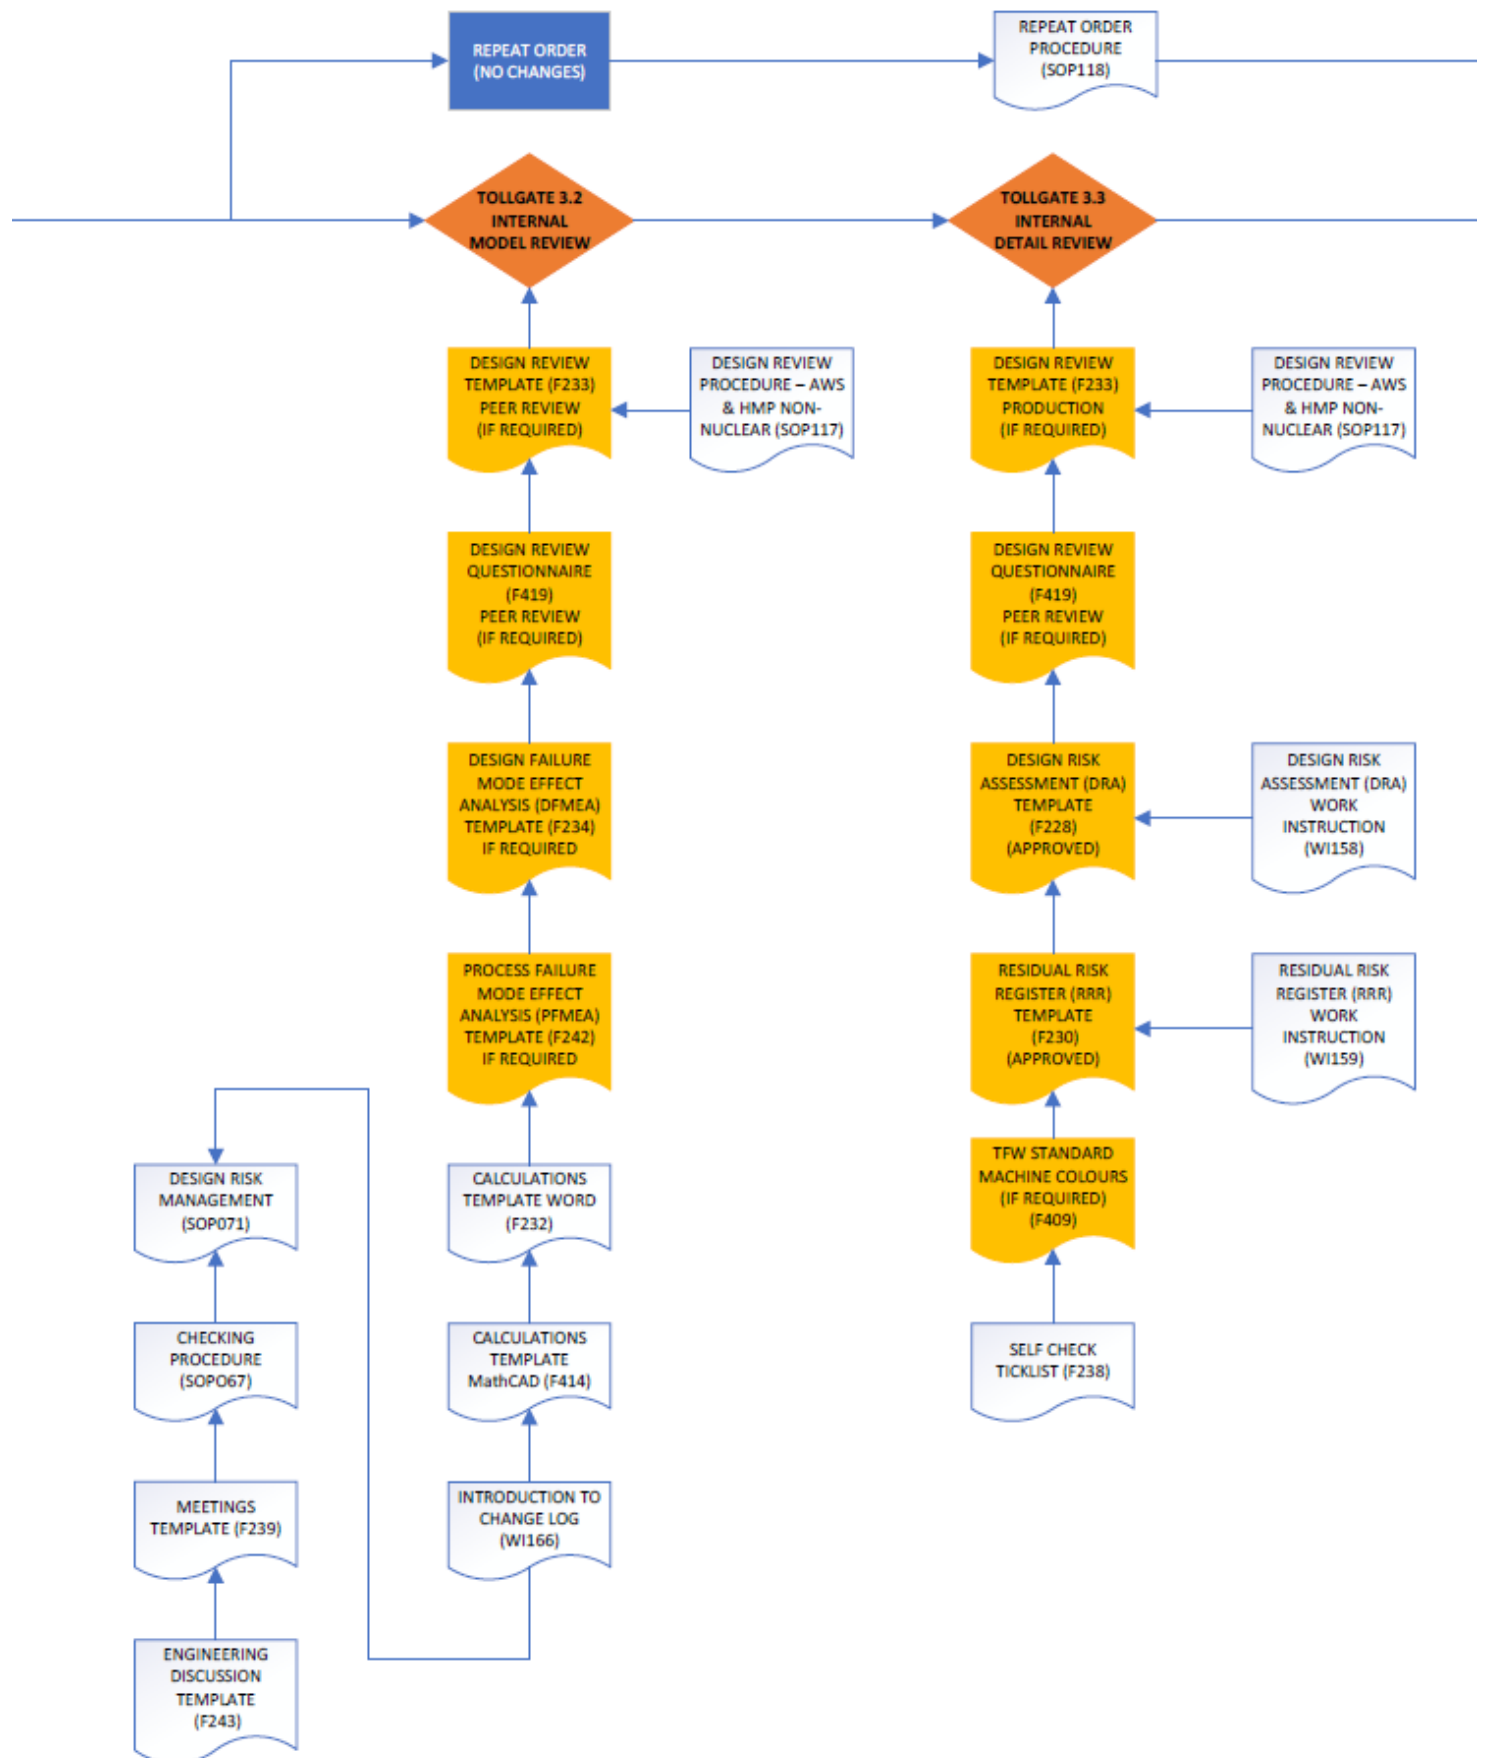 REPEAT ORDER
(NO CHANGES)
REPEAT ORDER
PROCEDURE
(SOP118)
TOLLGATE 3.2
INTERNAL
MODEL REVIEW
TOLLGATE 3.3
INTERNAL
DETAIL REVIEW
DESIGN REVIEW
TEMPLATE (F233)
PEER REVIEW
(IF REQUIRED)
DESIGN REVIEW
PROCEDURE – AWS
& HMP NON-
NUCLEAR (SOP117)
DESIGN REVIEW
TEMPLATE (F233)
PRODUCTION
(IF REQUIRED)
DESIGN REVIEW
PROCEDURE – AWS
& HMP NON-
NUCLEAR (SOP117)
DESIGN REVIEW
QUESTIONNAIRE
(F419)
PEER REVIEW
(IF REQUIRED)
DESIGN REVIEW
QUESTIONNAIRE
(F419)
PEER REVIEW
(IF REQUIRED)
DESIGN FAILURE
MODE EFFECT
ANALYSIS (DFMEA)
TEMPLATE (F234)
IF REQUIRED
DESIGN RISK
ASSESSMENT (DRA)
TEMPLATE
(F228)
(APPROVED)
DESIGN RISK
ASSESSMENT (DRA)
WORK
INSTRUCTION
(WI158)
PROCESS FAILURE
MODE EFFECT
ANALYSIS (PFMEA)
TEMPLATE (F242)
IF REQUIRED
RESIDUAL RISK
REGISTER (RRR)
TEMPLATE
(F230)
(APPROVED)
RESIDUAL RISK
REGISTER (RRR)
WORK
INSTRUCTION
(WI159)
DESIGN RISK
MANAGEMENT
(SOP071)
CALCULATIONS
TEMPLATE WORD
(F232)
TFW STANDARD
MACHINE COLOURS
(IF REQUIRED)
(F409)
CHECKING
PROCEDURE
(SOPO67)
CALCULATIONS
TEMPLATE
MathCAD (F414)
SELF CHECK
TICKLIST (F238)
MEETINGS
TEMPLATE (F239)
INTRODUCTION TO
CHANGE LOG
(WI166)
ENGINEERING
DISCUSSION
TEMPLATE
(F243)